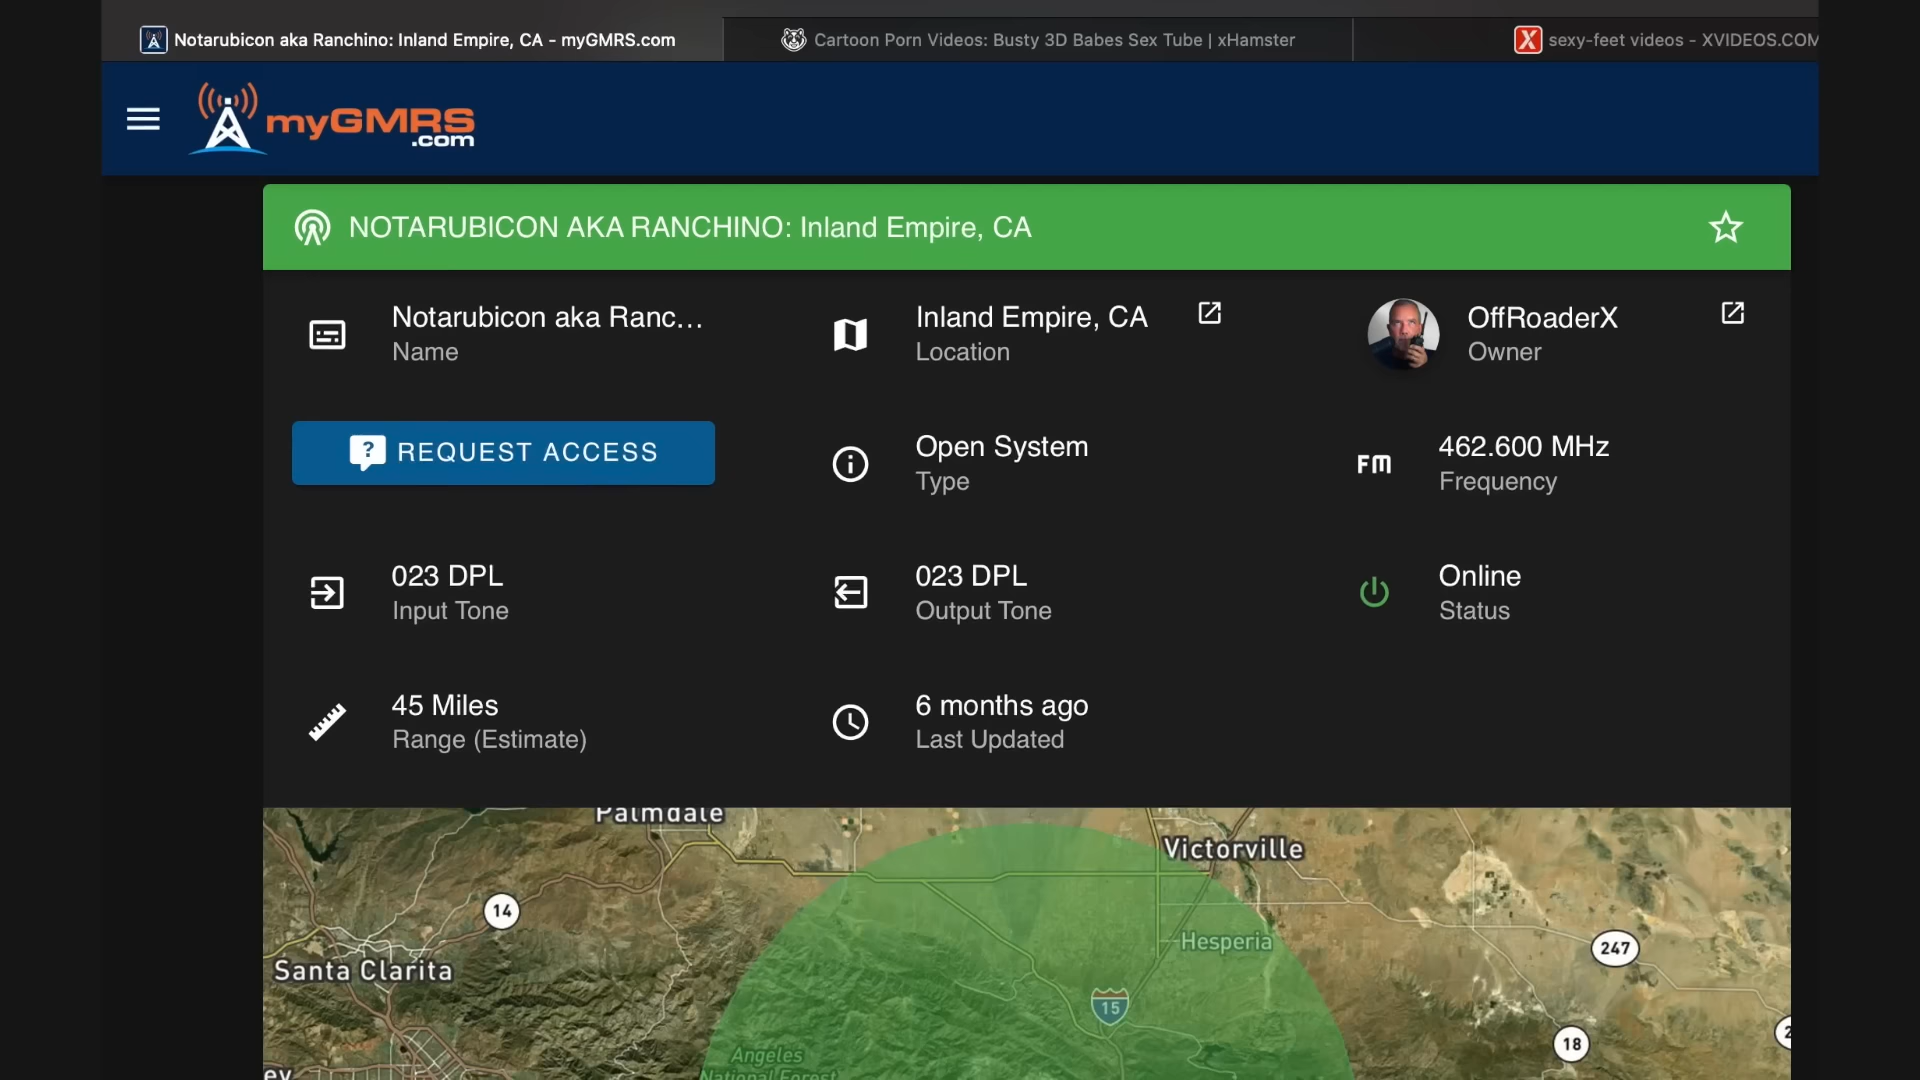 Notarubicon aka Ranchino: Inland Empire, CA - myGMRS.com
Cartoon Porn Videos: Busty 3D Babes Sex Tube | xHamster
X
sexy-feet videos - XVIDEOS.COM
myGMRS
.com
NOTARUBICON AKA RANCHINO: Inland Empire, CA
Notarubicon aka Ranc...
Name
Inland Empire, CA
Location
OffRoaderX
Owner
? REQUEST ACCESS
Open System
Type
FM
462.600 MHz
Frequency
023 DPL
Input Tone
023 DPL
Output Tone
Online
Status
45 Miles
Range (Estimate)
6 months ago
Last Updated
Palmdale
Victorville
14
Hesperia
247
Santa Clarita
15
18
Angeles
National Forest